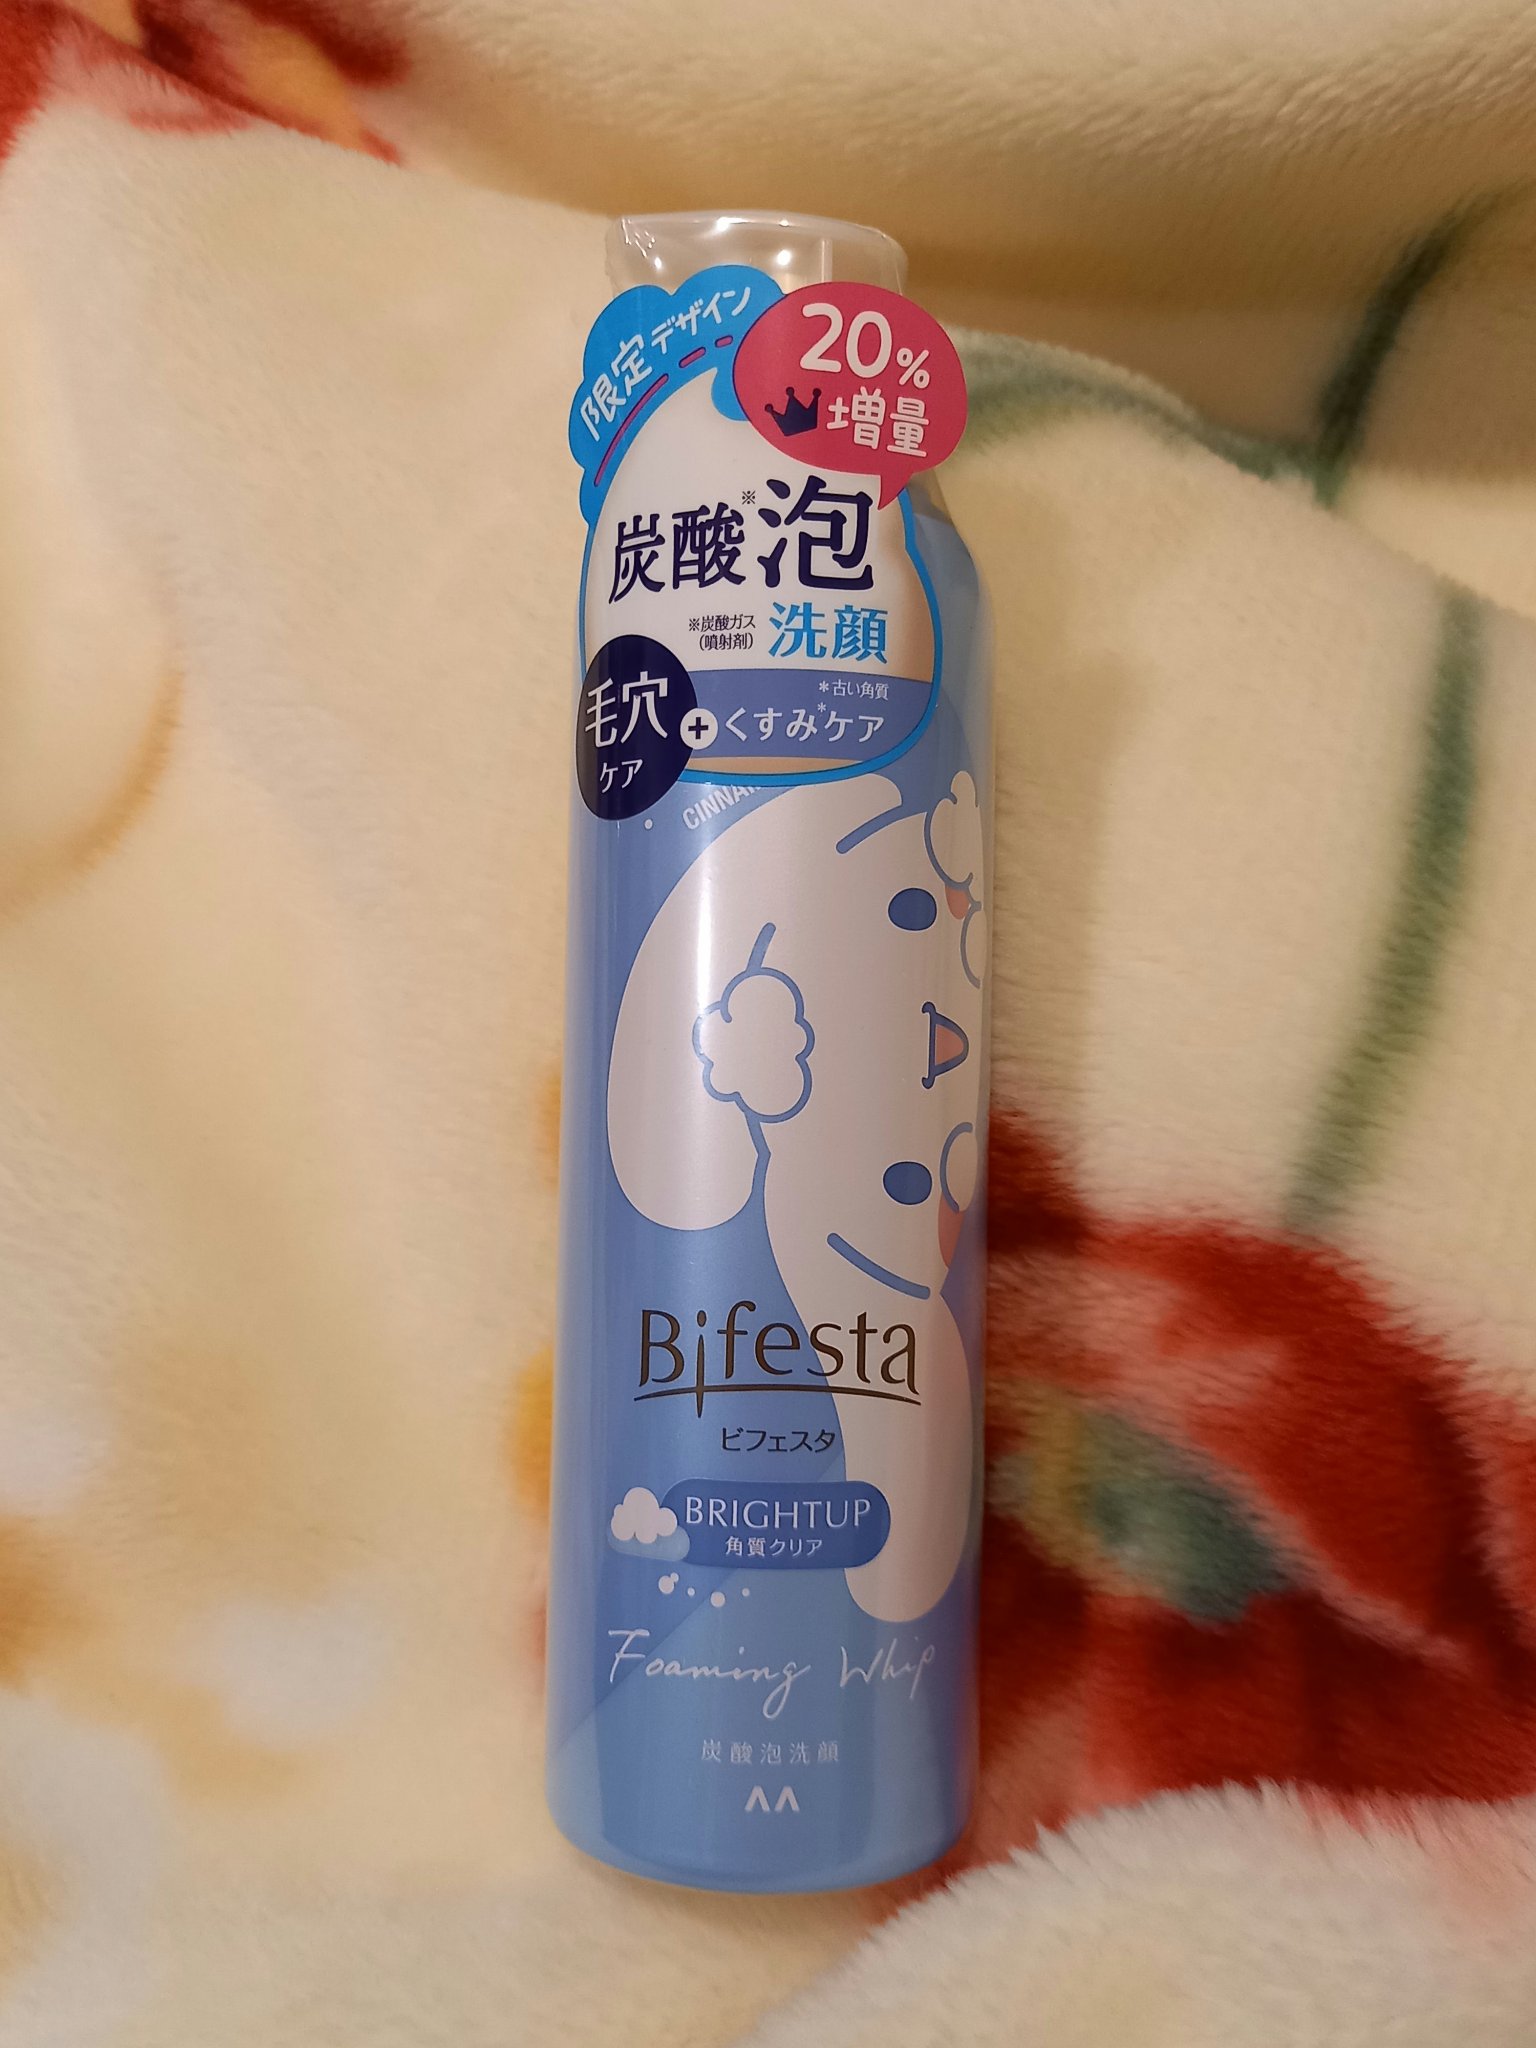 限定デザイン
20%
増量
炭酸※泡
※炭酸ガス
(噴射剤)
洗顔
毛穴
ケア
+
*古い角質
くすみ*ケア
Bifesta
ビフェスタ
BRIGHTUP
角質クリア
Foaming Whip
炭酸泡洗顔